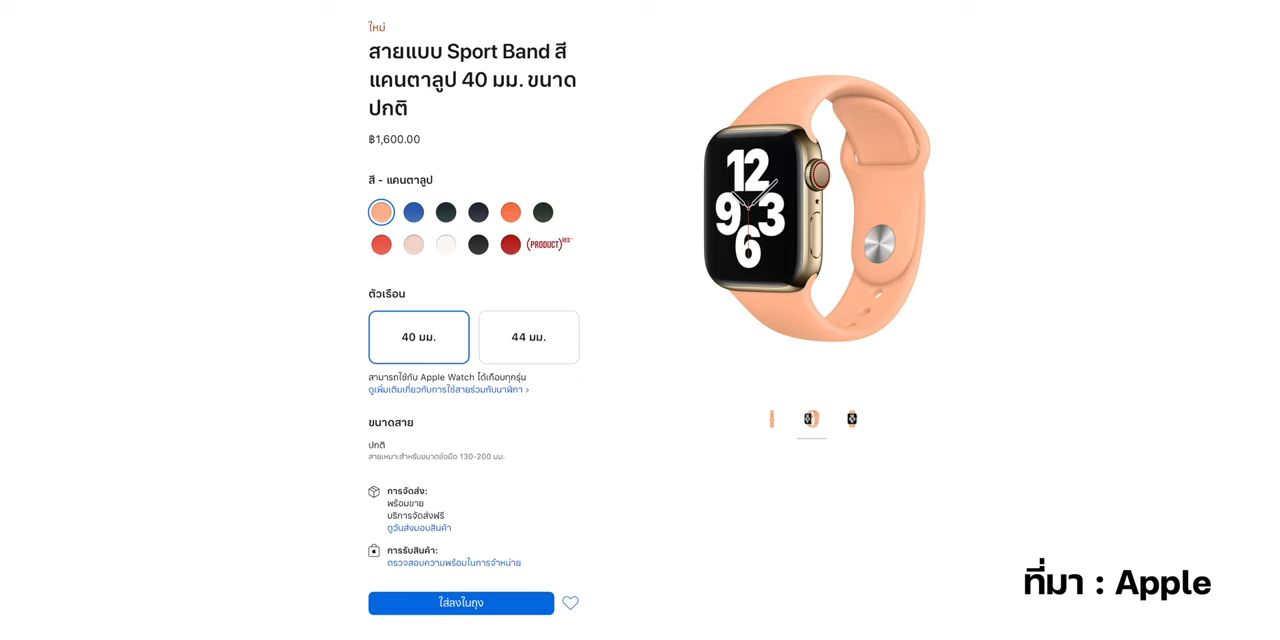 ใหม่
สายแบบ Sport Band สี
แคนตาลูป 40 มม. ขนาด
ปกติ
฿1,600.00
สี - แคนตาลูป
(PRODUCT)RED™
ตัวเรือน
40 มม.
44 มม.
สามารถใช้กับ Apple Watch ได้เกือบทุกรุ่น
ดูเพิ่มเติมเกี่ยวกับการใช้สายร่วมกับนาฬิกา >
ขนาดสาย
ปกติ
สายเหมาะสำหรับขนาดข้อมือ 130-200 มม.
การจัดส่ง:
พร้อมขาย
บริการจัดส่งฟรี
ดูวันส่งมอบสินค้า
การรับสินค้า:
ตรวจสอบความพร้อมในการจำหน่าย
ใส่ลงในถุง
12
9 3
6
ที่มา : Apple